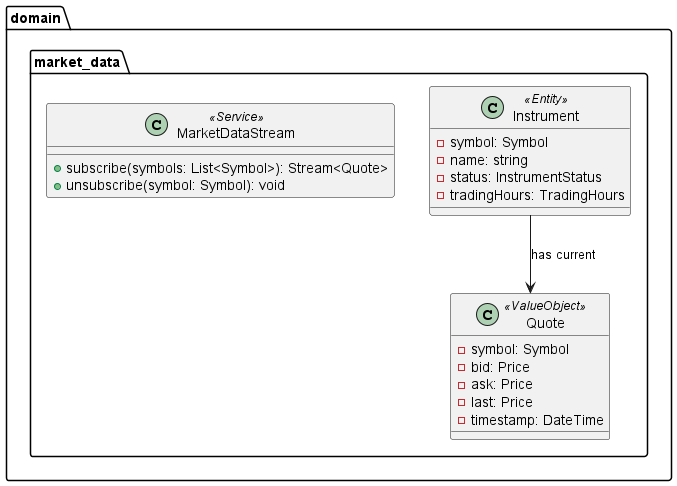 domain
market_data
C
«Service»
MarketDataStream
subscribe(symbols: List<Symbol>): Stream<Quote>
unsubscribe(symbol: Symbol): void
C
«Entity»
Instrument
symbol: Symbol
name: string
status: InstrumentStatus
tradingHours: TradingHours
has current
C
«ValueObject»
Quote
symbol: Symbol
bid: Price
ask: Price
last: Price
timestamp: DateTime